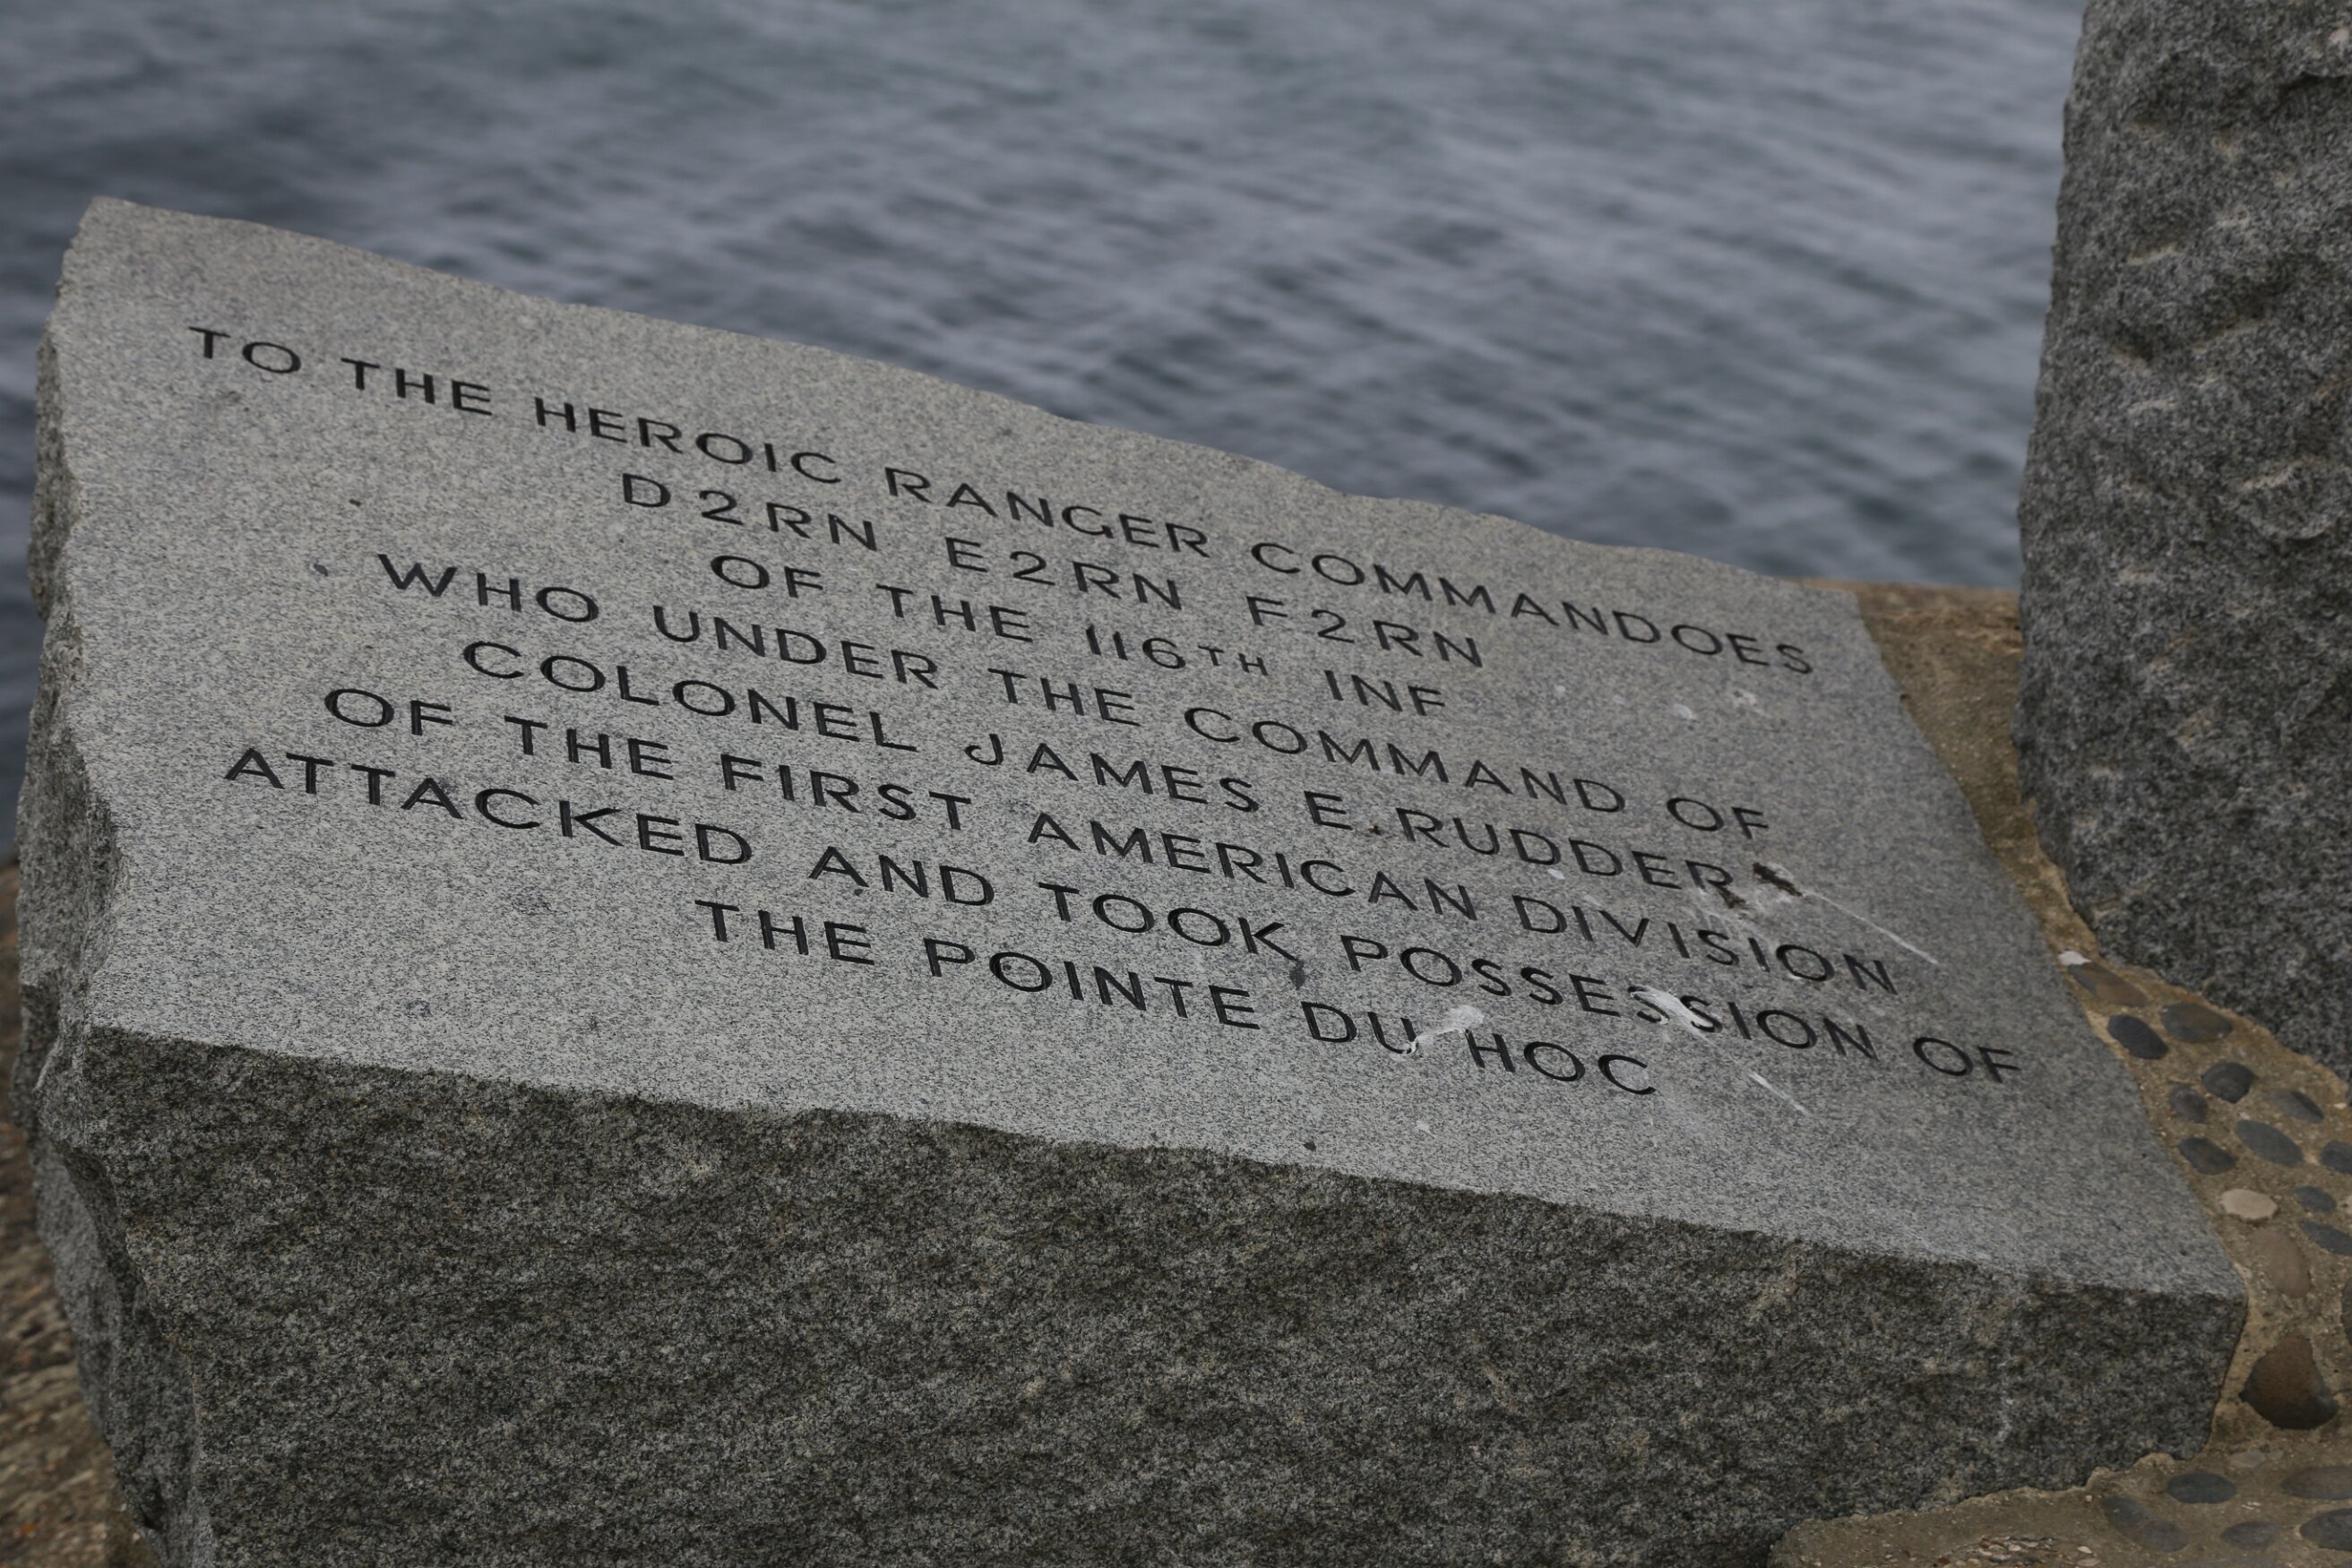 TO THE HEROIC RANGER COMMANDOES
D2RN E2RN F2RN
OF THE 116TH INF
WHO UNDER THE COMMAND OF
COLONEL JAMES E. RUDDER
OF THE FIRST AMERICAN DIVISION
ATTACKED AND TOOK POSSESSION OF
THE POINTE DU HOC